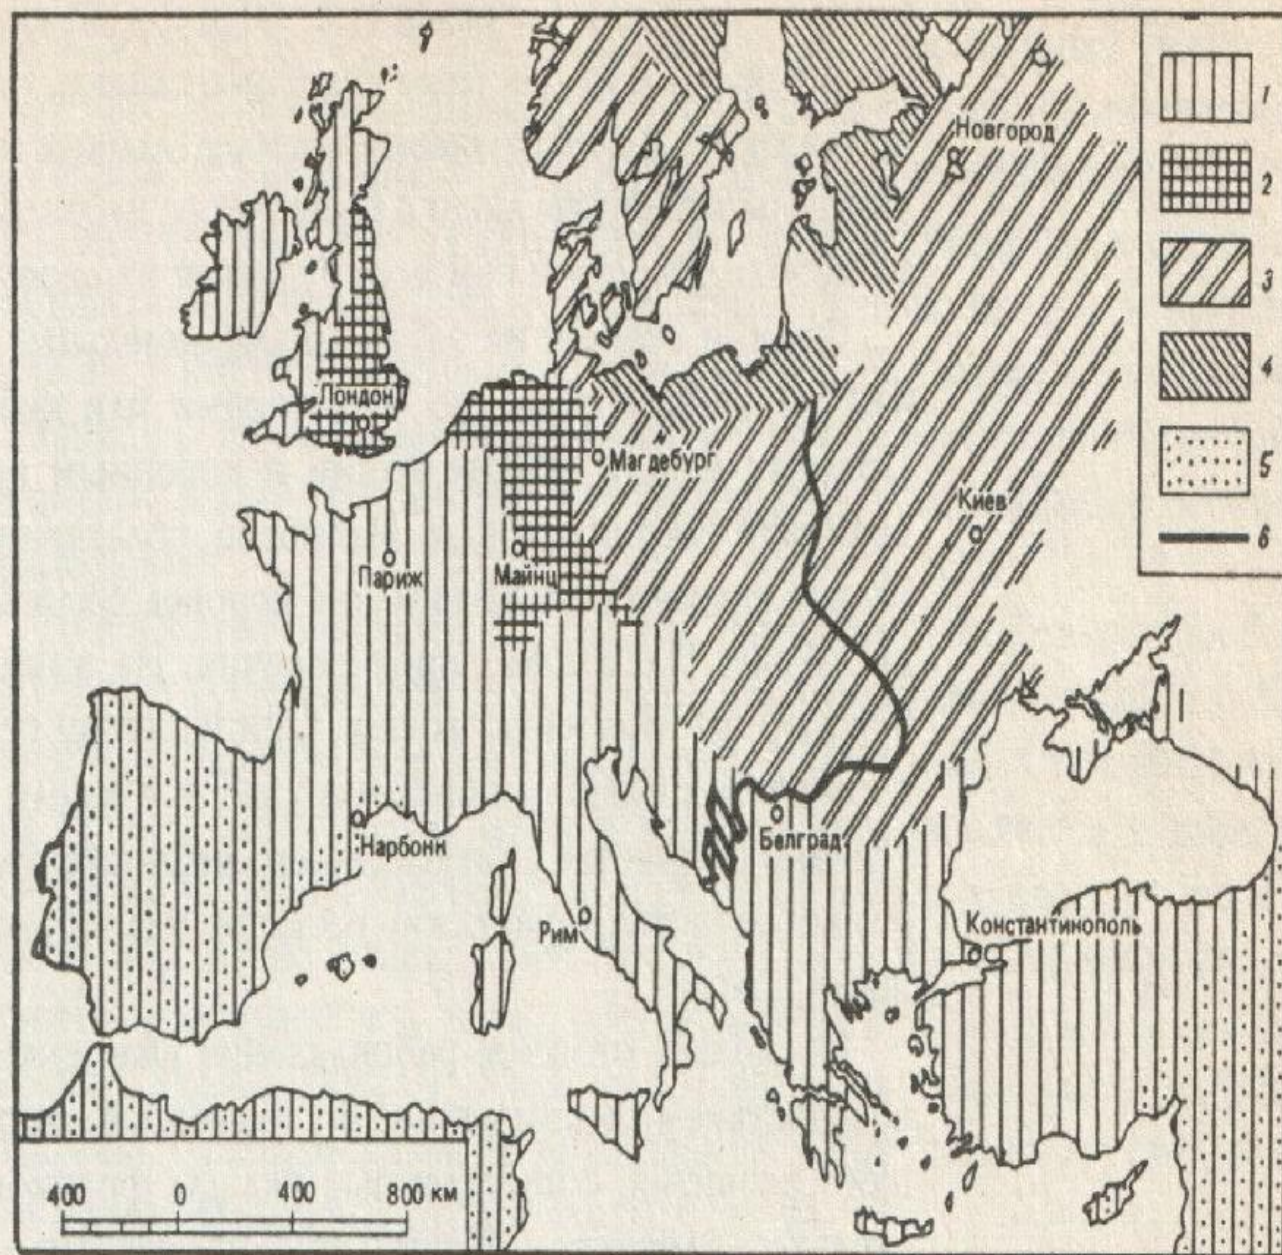 1
Новгород
2
3
4
Лондон
Магдебург
5
Киев
6
Париж
Майнц
Нарбонн
Белград
Рим
Константинополь
400 0 400 800 км